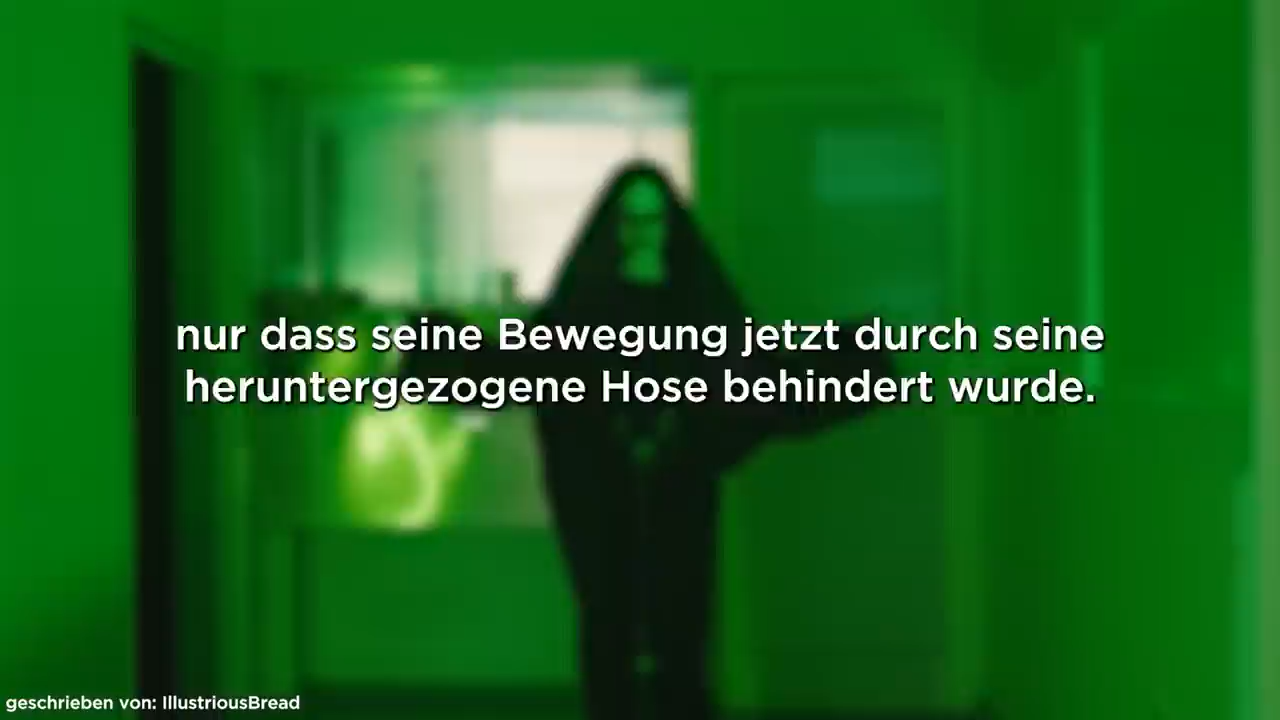 nur dass seine Bewegung jetzt durch seine
heruntergezogene Hose behindert wurde.
geschrieben von: IllustriousBread